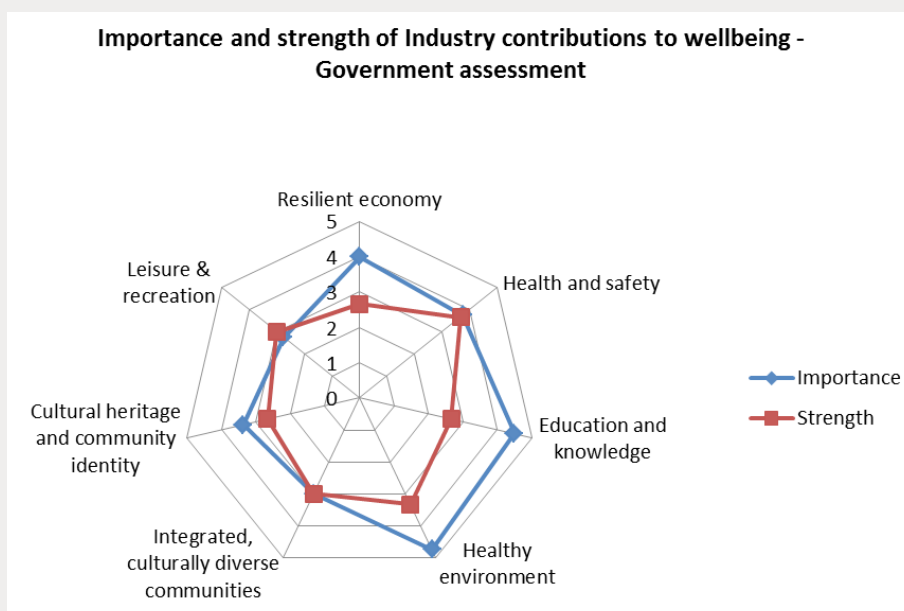 Importance and strength of Industry contributions to wellbeing -
Government assessment
Resilient economy
5
4
3
2
1
0
Health and safety
Education and
knowledge
Healthy
environment
Integrated,
culturally diverse
communities
Cultural heritage
and community
identity
Leisure &
recreation
Importance
Strength